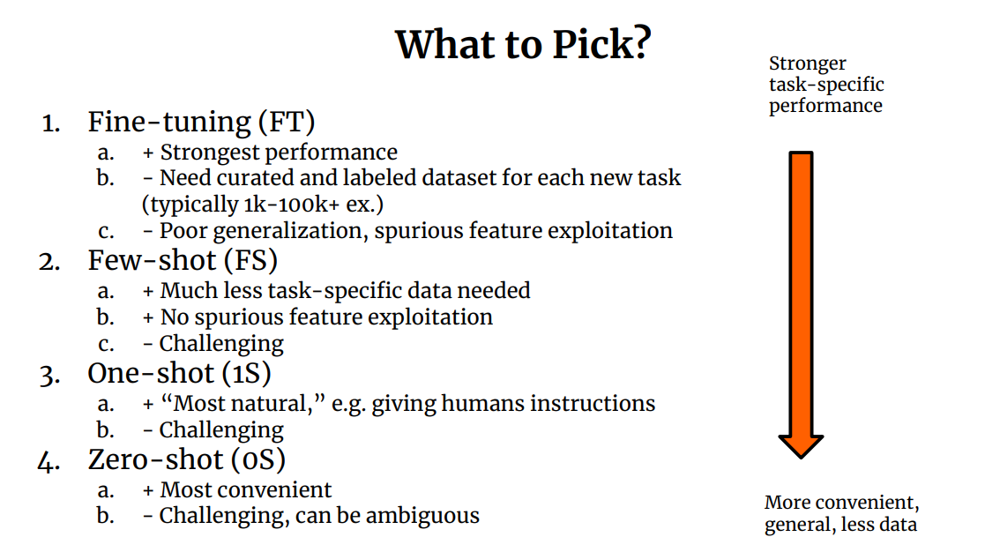 What to Pick?
Stronger
task-specific
performance
1. Fine-tuning (FT)
a. + Strongest performance
b. - Need curated and labeled dataset for each new task
(typically 1k-100k+ ex.)
c. - Poor generalization, spurious feature exploitation
2. Few-shot (FS)
a. + Much less task-specific data needed
b. + No spurious feature exploitation
c. - Challenging
3. One-shot (1S)
a. + “Most natural,” e.g. giving humans instructions
b. - Challenging
4. Zero-shot (0S)
a. + Most convenient
b. - Challenging, can be ambiguous
More convenient,
general, less data